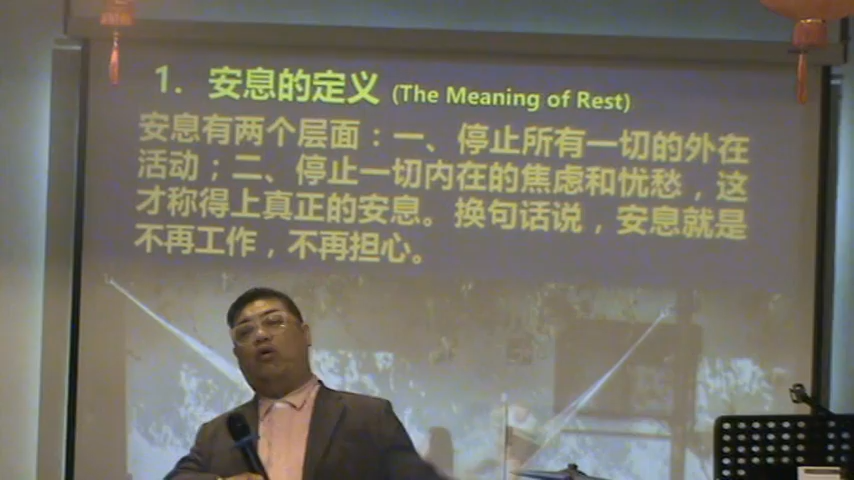 1. 安息的定义 (The Meaning of Rest)
安息有两个层面：一、停止所有一切的外在
活动；二、停止一切内在的焦虑和忧愁，这
才称得上真正的安息。换句话说，安息就是
不再工作，不再担心。